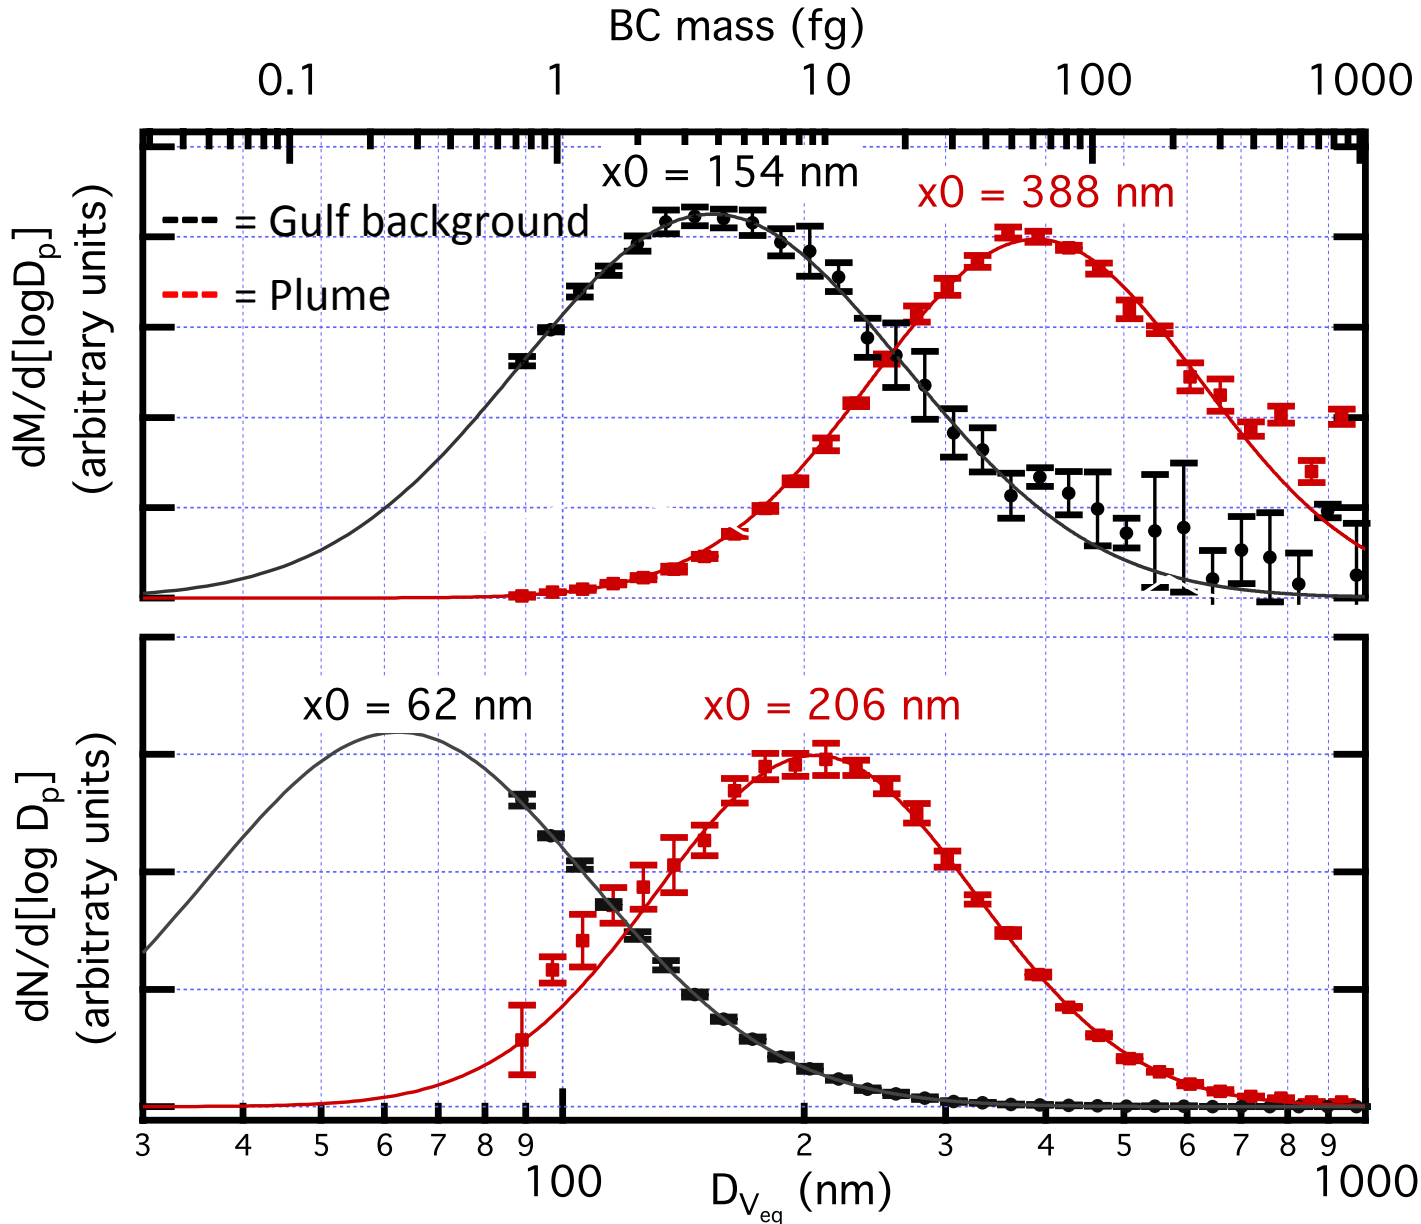 BC mass (fg)
0.1 1 10 100 1000
x0 = 154 nm
x0 = 388 nm
= Gulf background
= Plume
dM/d[logDp]
(arbitrary units)
x0 = 62 nm
x0 = 206 nm
dN/d[log Dp]
(arbitraty units)
3 4 5 6 7 8 9 2 3 4 5 6 7 8 9
100 1000
DVeq (nm)